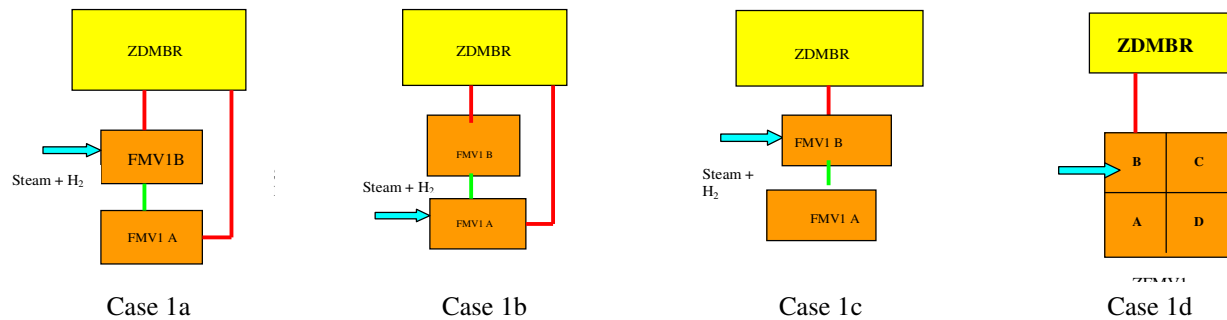 ZDMBR
FMV1B
Steam + H2
FMV1 A
Case 1a
ZDMBR
FMV1 B
Steam + H2
FMV1 A
Case 1b
ZDMBR
FMV1 B
Steam +
H2
FMV1 A
Case 1c
ZDMBR
B
C
A
D
Case 1d